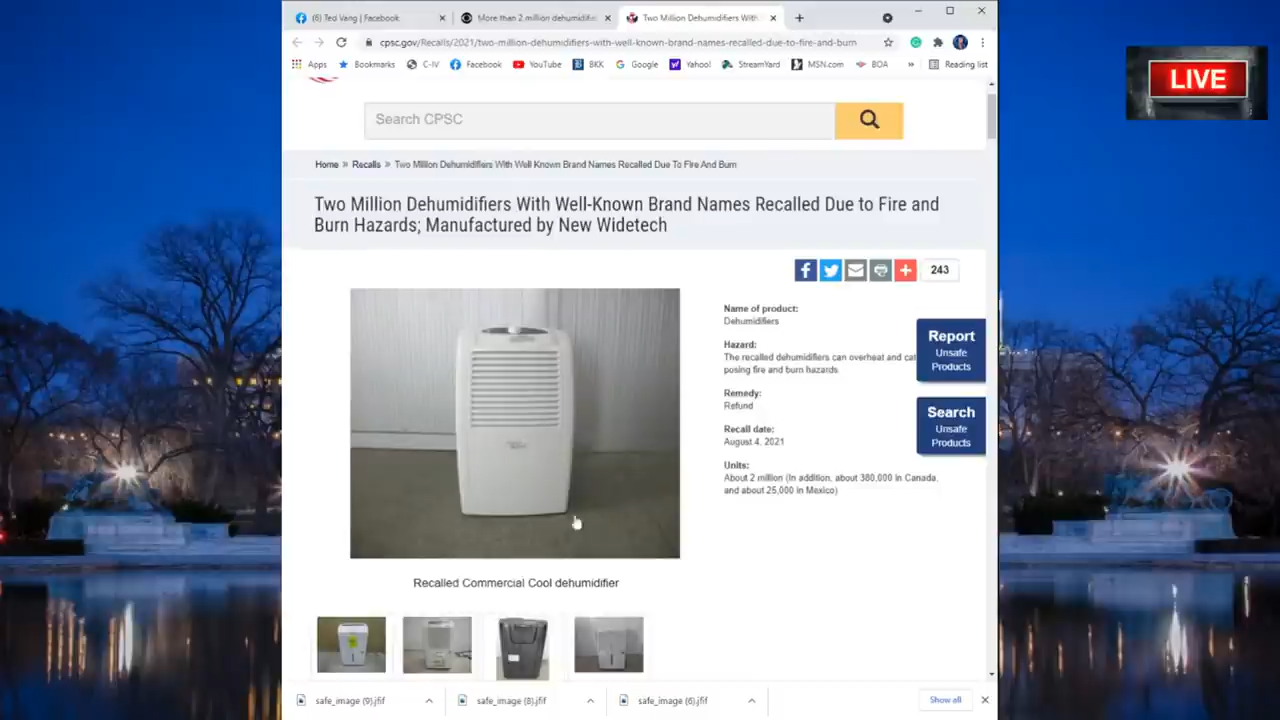 (6) Ted Vang | Facebook
More than 2 million dehumidifie
Two Million Dehumidifiers With
cpsc.gov/Recalls/2021/two-million-dehumidifiers-with-well-known-brand-names-recalled-due-to-fire-and-burn
Apps
Bookmarks
C-IV
Facebook
YouTube
BKK
Google
Yahoo!
StreamYard
MSN.com
BOA
»
Reading list
LIVE
Search CPSC
Home » Recalls » Two Million Dehumidifiers With Well Known Brand Names Recalled Due To Fire And Burn
Two Million Dehumidifiers With Well-Known Brand Names Recalled Due to Fire and
Burn Hazards; Manufactured by New Widetech
243
Name of product:
Dehumidifiers
Hazard:
The recalled dehumidifiers can overheat and cat
posing fire and burn hazards.
Remedy:
Refund
Recall date:
August 4, 2021
Units:
About 2 million (In addition, about 380,000 in Canada,
and about 25,000 in Mexico)
Report
Unsafe
Products
Search
Unsafe
Products
Recalled Commercial Cool dehumidifier
safe_image (9).jfif
safe_image (8).jfif
safe_image (6).jfif
Show all